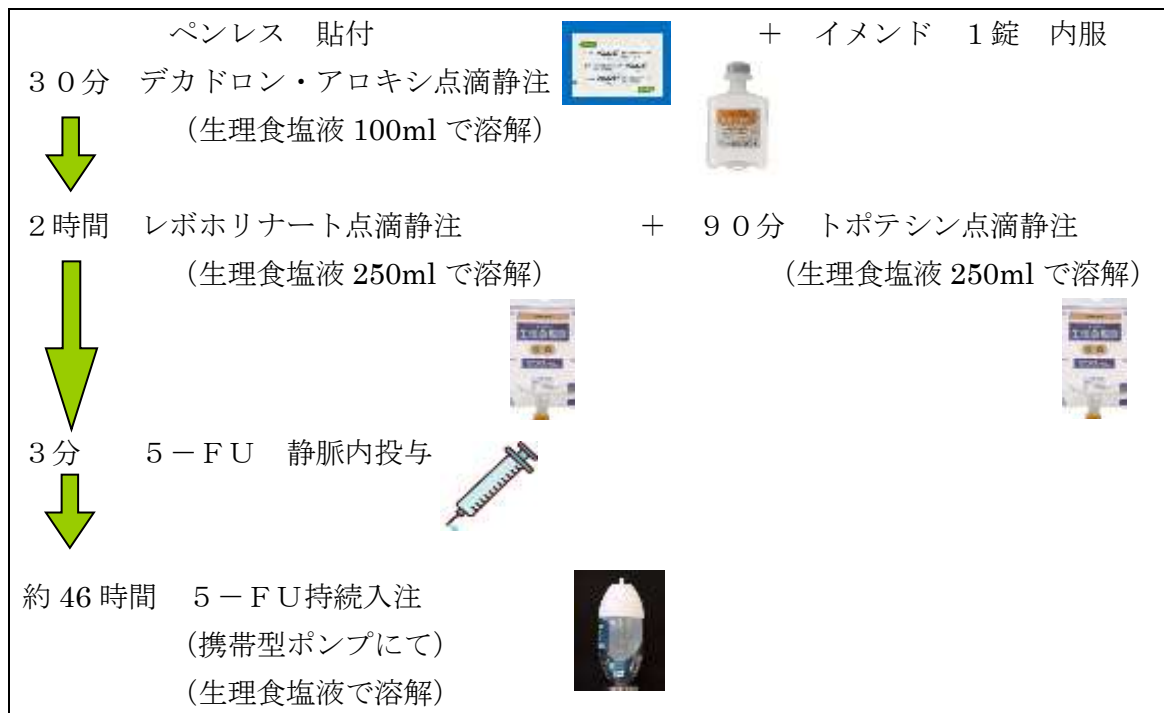 ペンレス　貼付　＋　イメンド　１錠　内服
３０分　デカドロン・アロキシ点滴静注
（生理食塩液 100ml で溶解）
２時間　レボホリナート点滴静注　＋　９０分　トポテシン点滴静注
（生理食塩液 250ml で溶解）　（生理食塩液 250ml で溶解）
３分　５－ＦＵ　静脈内投与
約 46 時間　５－ＦＵ持続入注
（携帯型ポンプにて）
（生理食塩液で溶解）